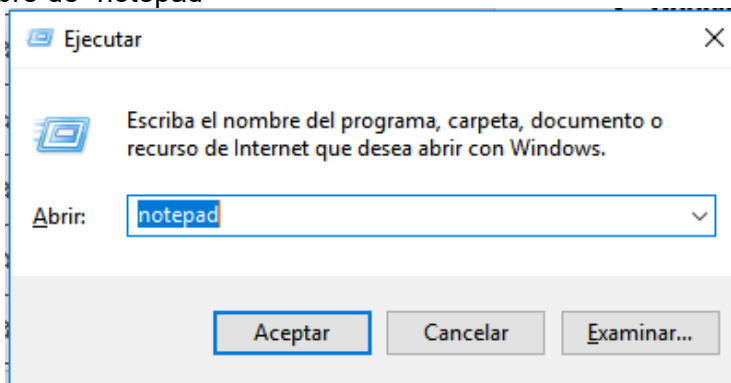 notepad
Ejecutar
Escriba el nombre del programa, carpeta, documento o
recurso de Internet que desea abrir con Windows.
Abrir:
notepad
Aceptar
Cancelar
Examinar...